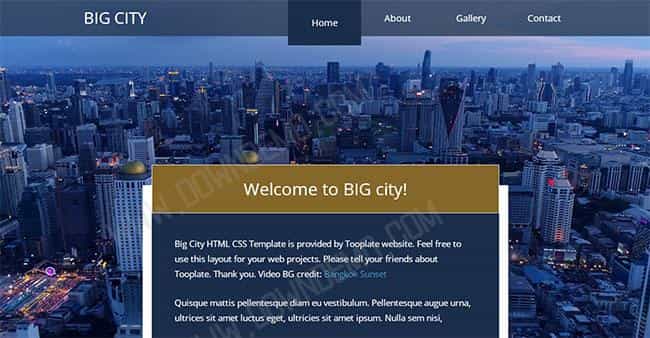 BIG CITY
Home About Gallery Contact
Welcome to BIG city!
Big City HTML CSS Template is provided by Tooplate website. Feel free to
use this layout for your web projects. Please tell your friends about
Tooplate. Thank you. Video BG credit: Bangkok Sunset
Quisque mattis pellentesque diam eu vestibulum. Pellentesque augue urna,
ultrices sit amet luctus eget, ultricies sit amet ipsum. Nulla sem nisi,